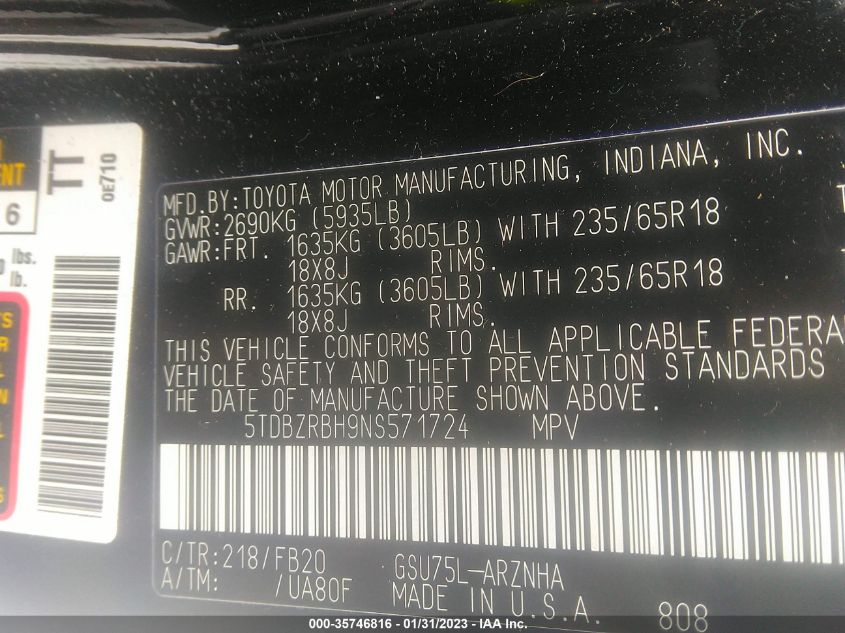 ENT
6
lbs.
lb.
TT
0E710
MFD.BY:TOYOTA MOTOR MANUFACTURING, INDIANA, INC.
GVWR:2690KG (5935LB)
GAWR:FRT. 1635KG (3605LB) WITH 235/65R18
18X8J RIMS.
RR. 1635KG (3605LB) WITH 235/65R18
18X8J RIMS.
THIS VEHICLE CONFORMS TO ALL APPLICABLE FEDERA
VEHICLE SAFETY AND THEFT PREVENTION STANDARDS
THE DATE OF MANUFACTURE SHOWN ABOVE.
5TDBZRBH9NS571724 MPV
C/TR:218/FB20 GSU75L-ARZNHA
A/TM: /UA80F MADE IN U.S.A. 808
000-35746816 - 01/31/2023 - IAA Inc.